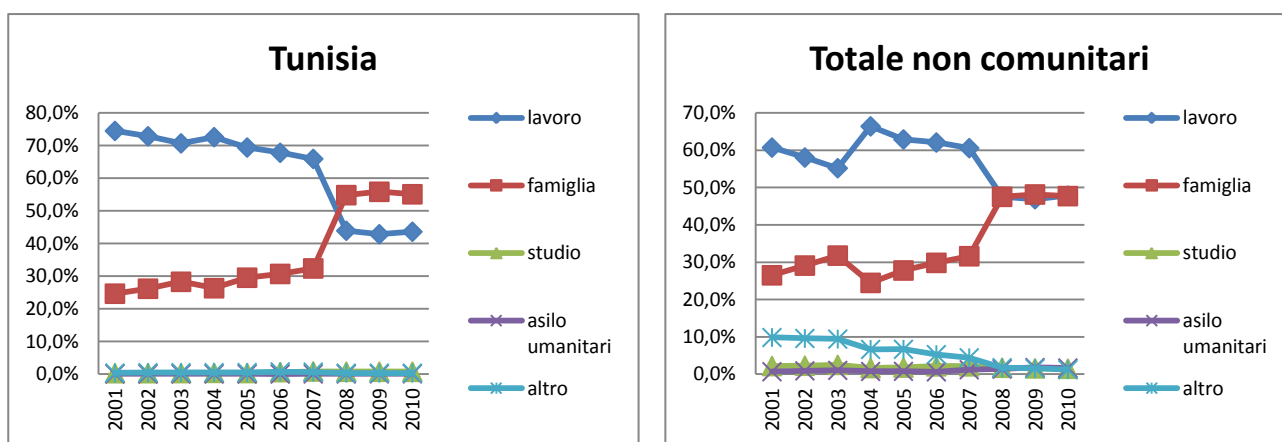 Tunisia
80,0%
70,0%
60,0%
50,0%
40,0%
30,0%
20,0%
10,0%
0,0%
2001
2002
2003
2004
2005
2006
2007
2008
2009
2010
lavoro
famiglia
studio
asilo
umanitari
altro
Totale non comunitari
70,0%
60,0%
50,0%
40,0%
30,0%
20,0%
10,0%
0,0%
2001
2002
2003
2004
2005
2006
2007
2008
2009
2010
lavoro
famiglia
studio
asilo
umanitari
altro